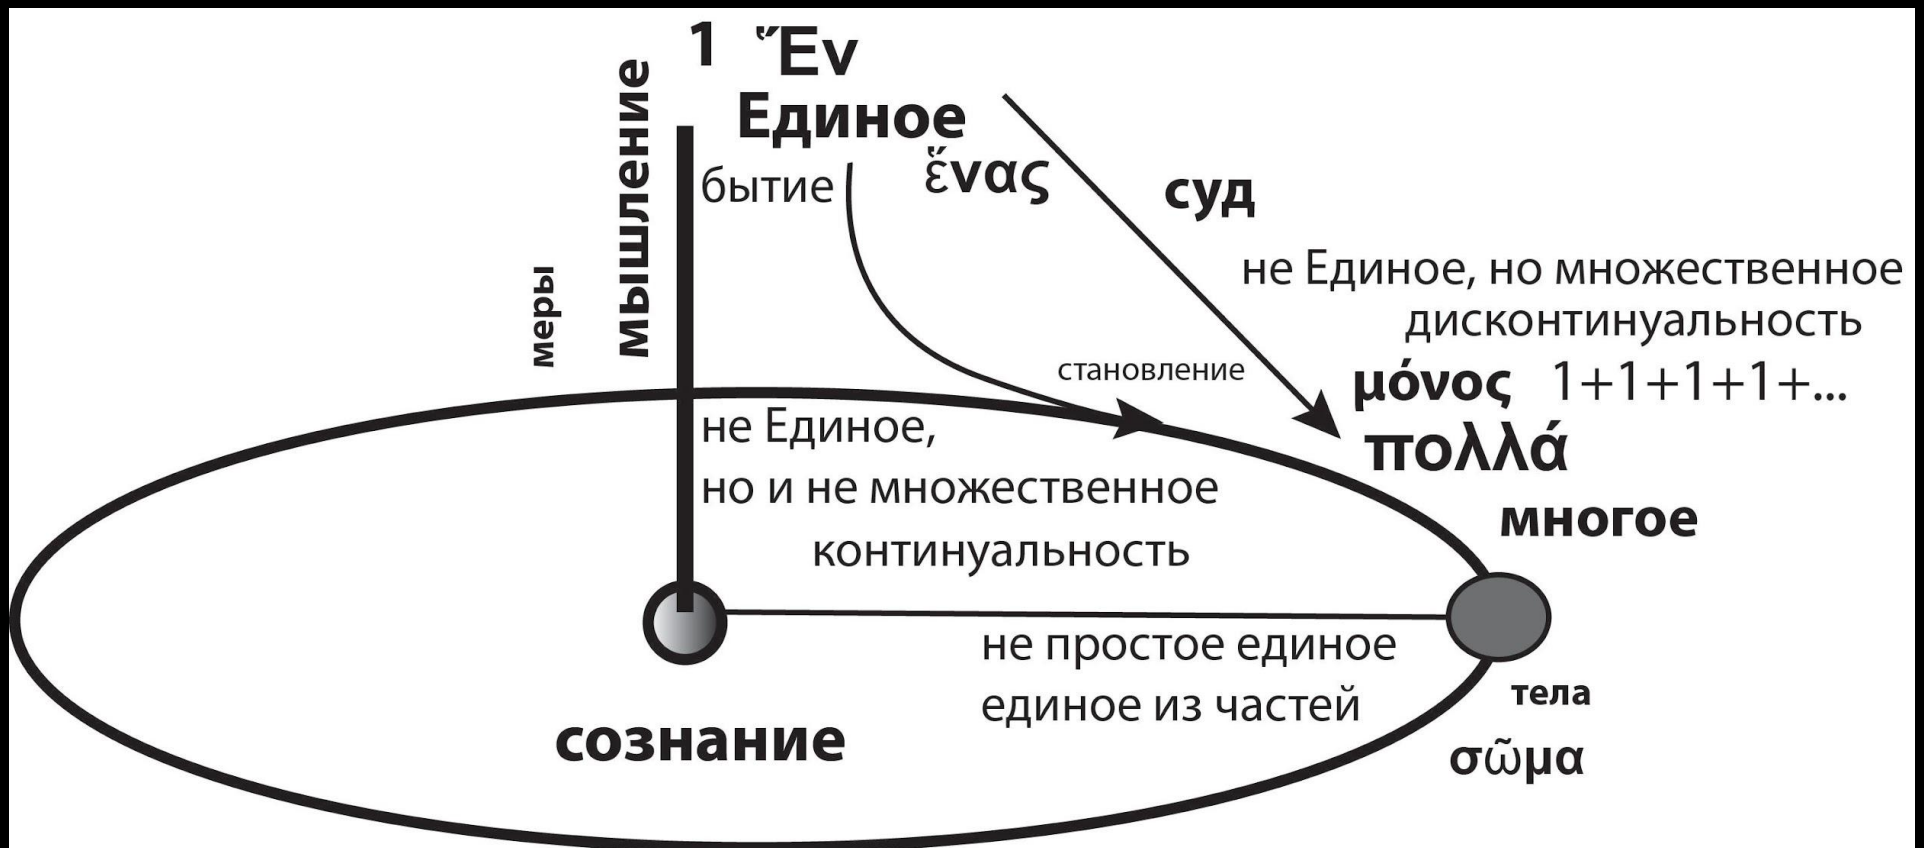 1 Ἕν
Единое
ἕνας
бытие
мышление
меры
суд
не Единое, но множественное
дисконтинуальность
μόνος 1+1+1+1+...
πολλά
многое
становление
не Единое,
но и не множественное
континуальность
не простое единое
единое из частей
тела
σῶμα
сознание